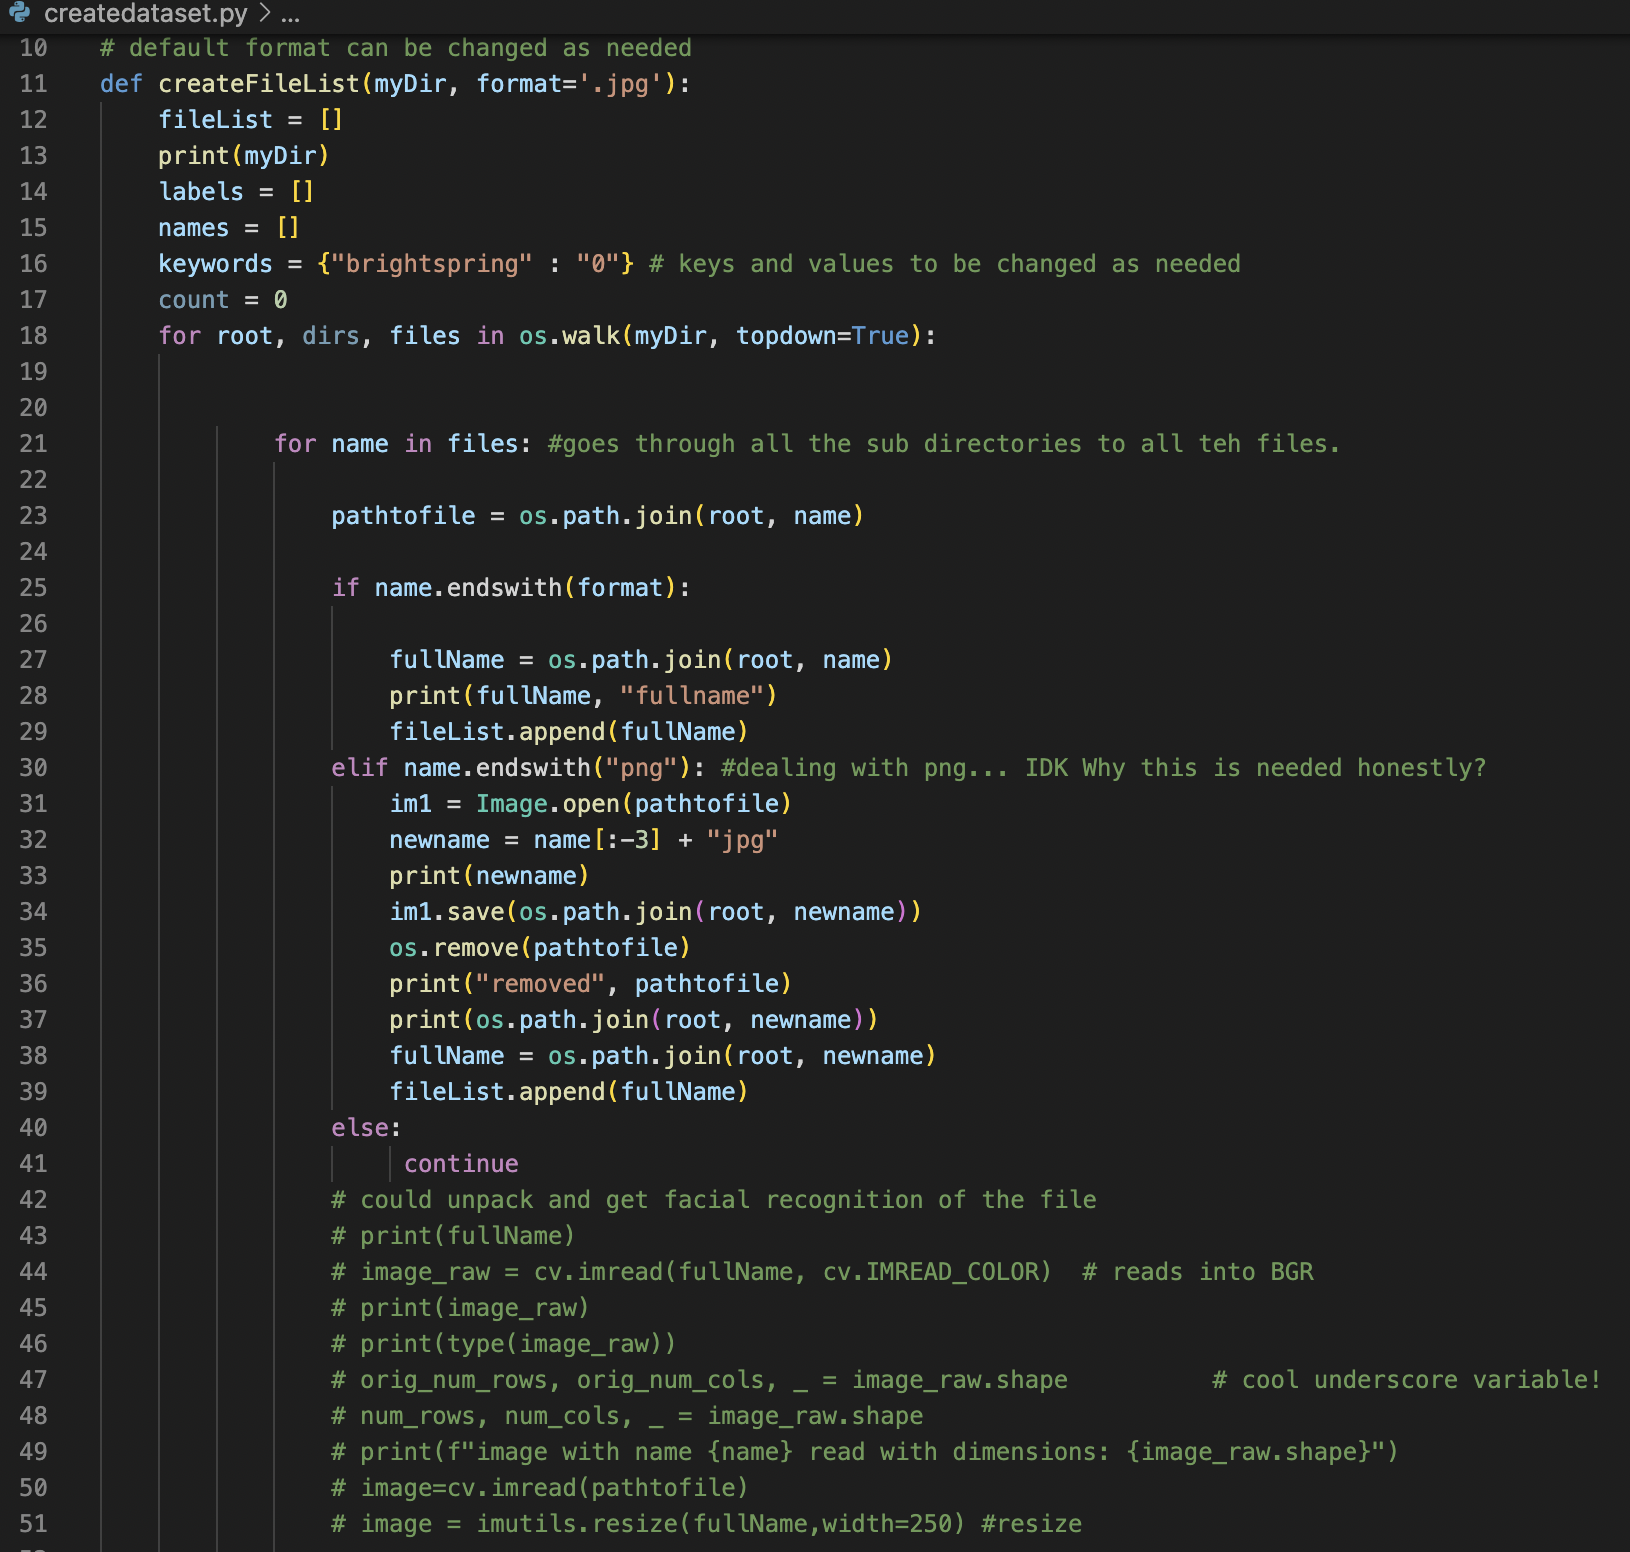 createdataset.py > ...
10 # default format can be changed as needed
11 def createFileList(myDir, format='.jpg'):
12     fileList = []
13     print(myDir)
14     labels = []
15     names = []
16     keywords = {"brightspring" : "0"} # keys and values to be changed as needed
17     count = 0
18     for root, dirs, files in os.walk(myDir, topdown=True):
19
20
21             for name in files: #goes through all the sub directories to all teh files.
22
23                 pathtofile = os.path.join(root, name)
24
25                 if name.endswith(format):
26
27                     fullName = os.path.join(root, name)
28                     print(fullName, "fullname")
29                     fileList.append(fullName)
30                 elif name.endswith("png"): #dealing with png... IDK Why this is needed honestly?
31                     im1 = Image.open(pathtofile)
32                     newname = name[:-3] + "jpg"
33                     print(newname)
34                     im1.save(os.path.join(root, newname))
35                     os.remove(pathtofile)
36                     print("removed", pathtofile)
37                     print(os.path.join(root, newname))
38                     fullName = os.path.join(root, newname)
39                     fileList.append(fullName)
40                 else:
41                      continue
42                 # could unpack and get facial recognition of the file
43                 # print(fullName)
44                 # image_raw = cv.imread(fullName, cv.IMREAD_COLOR)  # reads into BGR
45                 # print(image_raw)
46                 # print(type(image_raw))
47                 # orig_num_rows, orig_num_cols, _ = image_raw.shape          # cool underscore variable!
48                 # num_rows, num_cols, _ = image_raw.shape
49                 # print(f"image with name {name} read with dimensions: {image_raw.shape}")
50                 # image=cv.imread(pathtofile)
51                 # image = imutils.resize(fullName,width=250) #resize